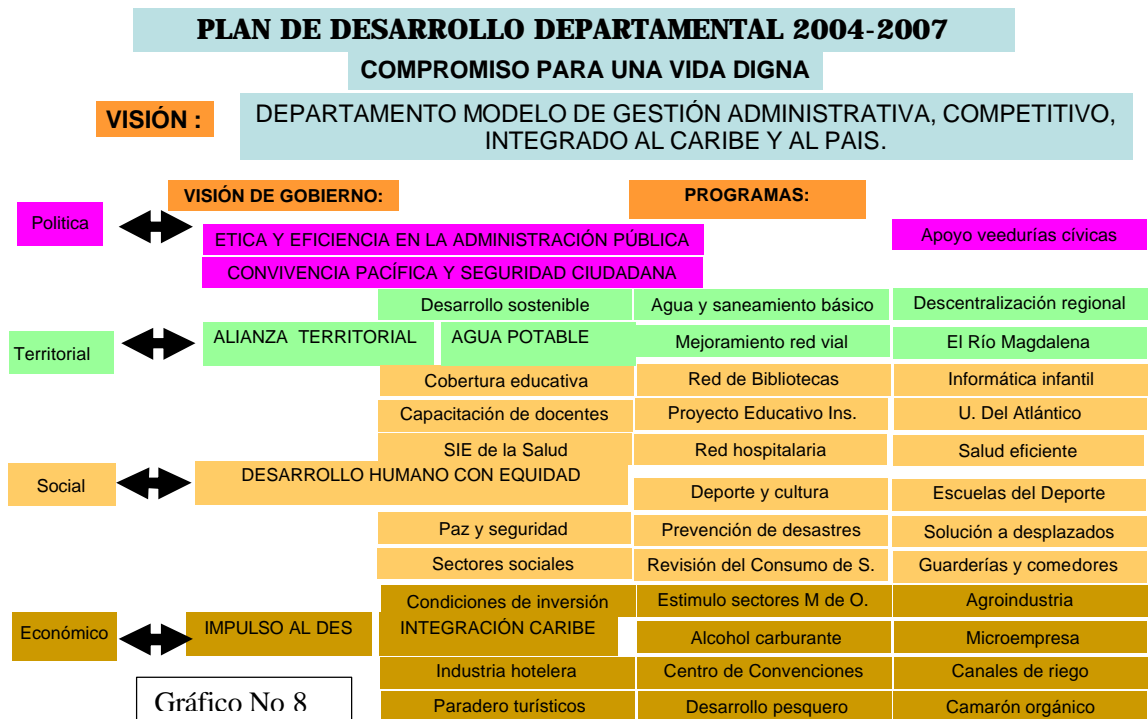 PLAN DE DESARROLLO DEPARTAMENTAL 2004-2007
COMPROMISO PARA UNA VIDA DIGNA
VISIÓN :
DEPARTAMENTO MODELO DE GESTIÓN ADMINISTRATIVA, COMPETITIVO,
INTEGRADO AL CARIBE Y AL PAIS.
VISIÓN DE GOBIERNO:
PROGRAMAS:
Politica
ETICA Y EFICIENCIA EN LA ADMINISTRACIÓN PÚBLICA
Apoyo veedurías cívicas
CONVIVENCIA PACÍFICA Y SEGURIDAD CIUDADANA
Desarrollo sostenible
Agua y saneamiento básico
Descentralización regional
Territorial
ALIANZA TERRITORIAL
AGUA POTABLE
Mejoramiento red vial
El Río Magdalena
Cobertura educativa
Red de Bibliotecas
Informática infantil
Capacitación de docentes
Proyecto Educativo Ins.
U. Del Atlántico
SIE de la Salud
Red hospitalaria
Salud eficiente
Social
DESARROLLO HUMANO CON EQUIDAD
Deporte y cultura
Escuelas del Deporte
Paz y seguridad
Prevención de desastres
Solución a desplazados
Sectores sociales
Revisión del Consumo de S.
Guarderías y comedores
Condiciones de inversión
Estimulo sectores M de O.
Agroindustria
Económico
IMPULSO AL DES
INTEGRACIÓN CARIBE
Alcohol carburante
Microempresa
Industria hotelera
Centro de Convenciones
Canales de riego
Gráfico No 8
Paradero turísticos
Desarrollo pesquero
Camarón orgánico